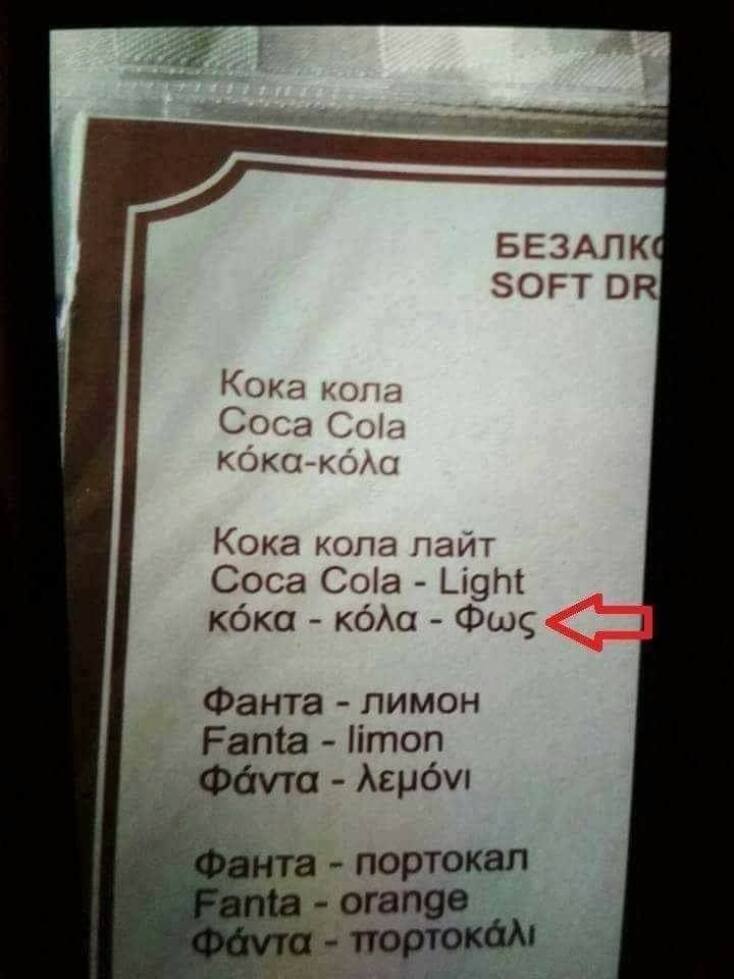 БЕЗАЛК
SOFT DR
Кока кола
Coca Cola
κόκα-κόλα
Кока кола лайт
Coca Cola - Light
κόκα - κόλα - Φως
Фанта - лимон
Fanta - limon
Φάντα - λεμόνι
Фанта - портокал
Fanta - orange
Φάντα - πορτοκάλι